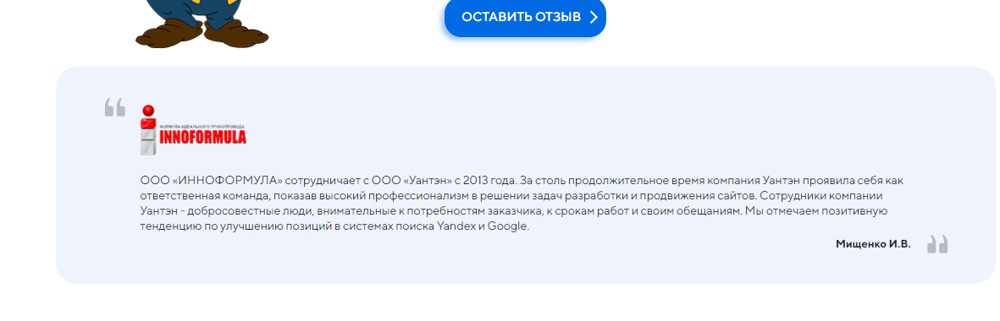 ОСТАВИТЬ ОТЗЫВ
ФОРМУЛА ИДЕАЛЬНОГО ТРУБОПРОВОДА
INNOFORMULA
ООО «ИННОФОРМУЛА» сотрудничает с ООО «Уантэн» с 2013 года. За столь продолжительное время компания Уантэн проявила себя как
ответственная команда, показав высокий профессионализм в решении задач разработки и продвижения сайтов. Сотрудники компании
Уантэн - добросовестные люди, внимательные к потребностям заказчика, к срокам работ и своим обещаниям. Мы отмечаем позитивную
тенденцию по улучшению позиций в системах поиска Yandex и Google.
Мищенко И.В.